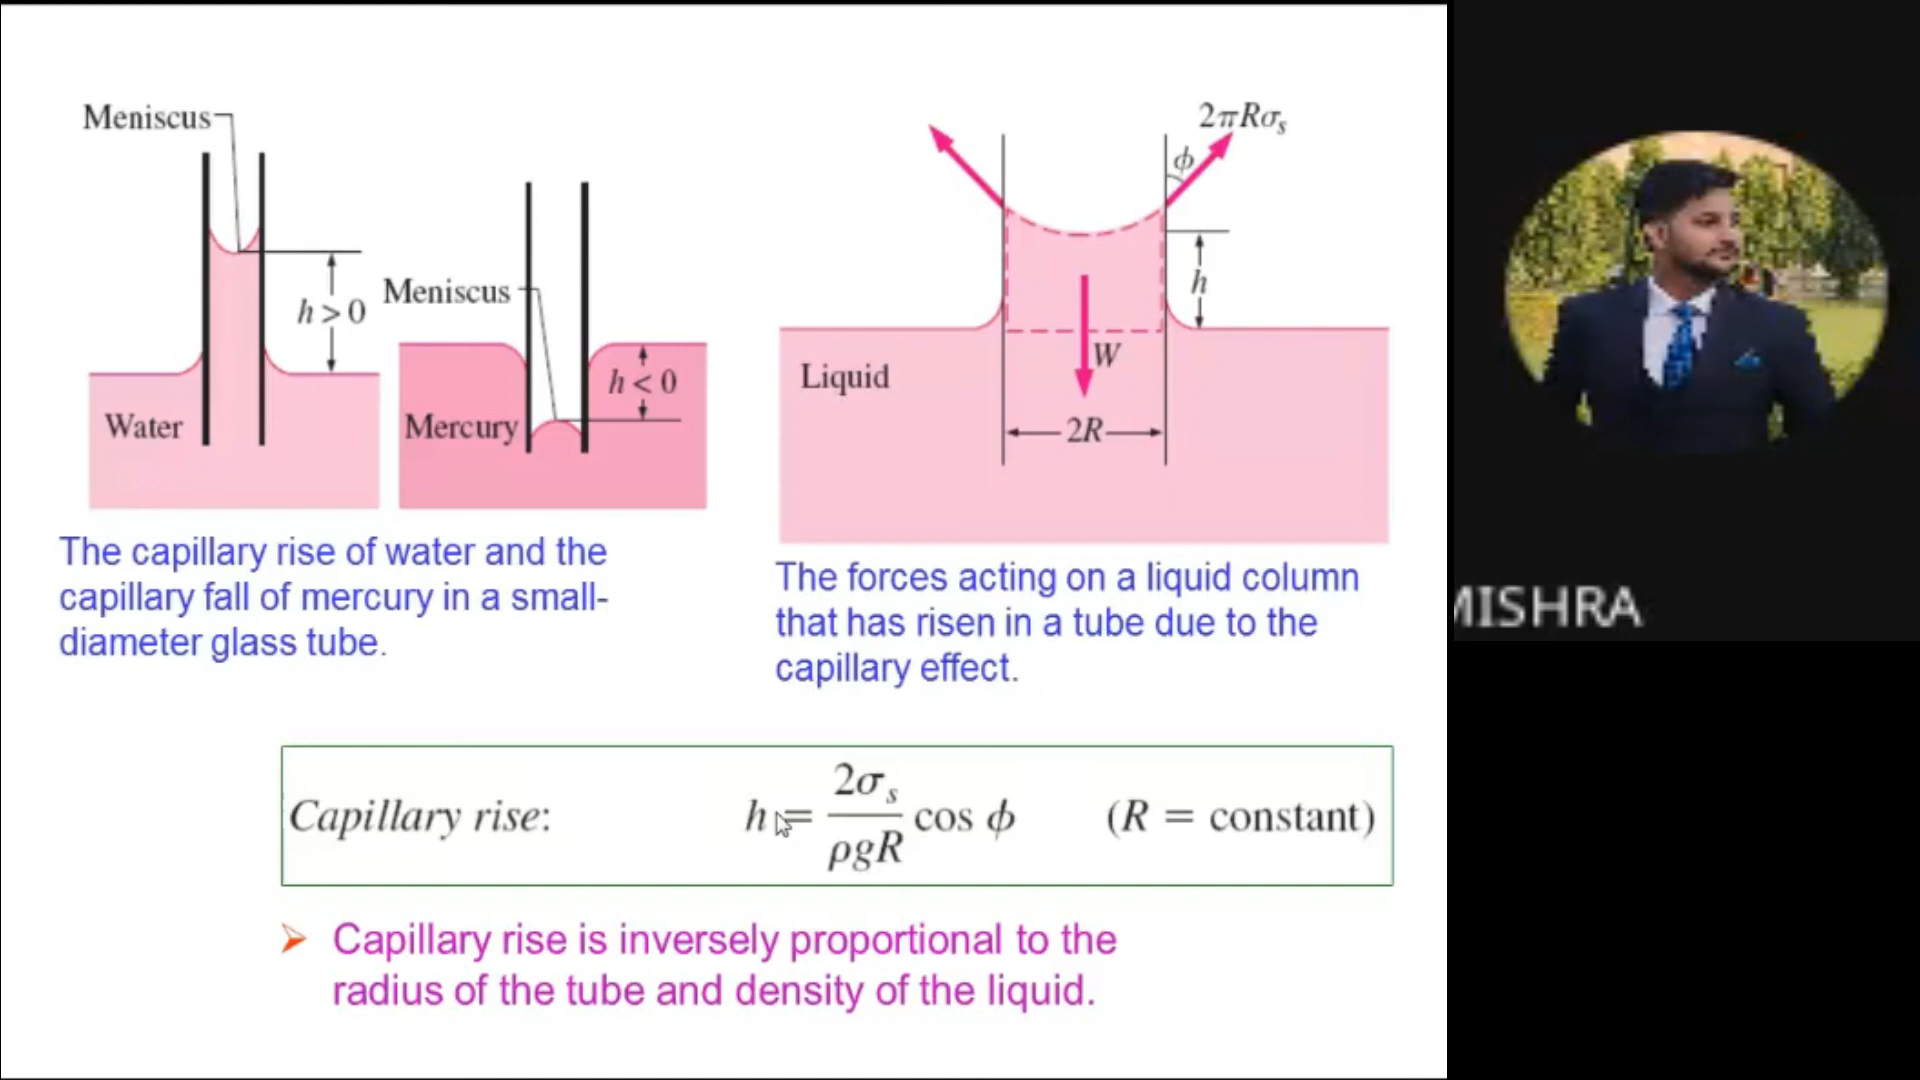 Meniscus
h > 0
Water
Meniscus
h < 0
Mercury
The capillary rise of water and the
capillary fall of mercury in a small-
diameter glass tube.
2πRσₛ
ϕ
h
W
Liquid
2R
The forces acting on a liquid column
that has risen in a tube due to the
capillary effect.
Capillary rise: h = 2σₛ / ρgR cos ϕ (R = constant)
➢ Capillary rise is inversely proportional to the
radius of the tube and density of the liquid.
MISHRA